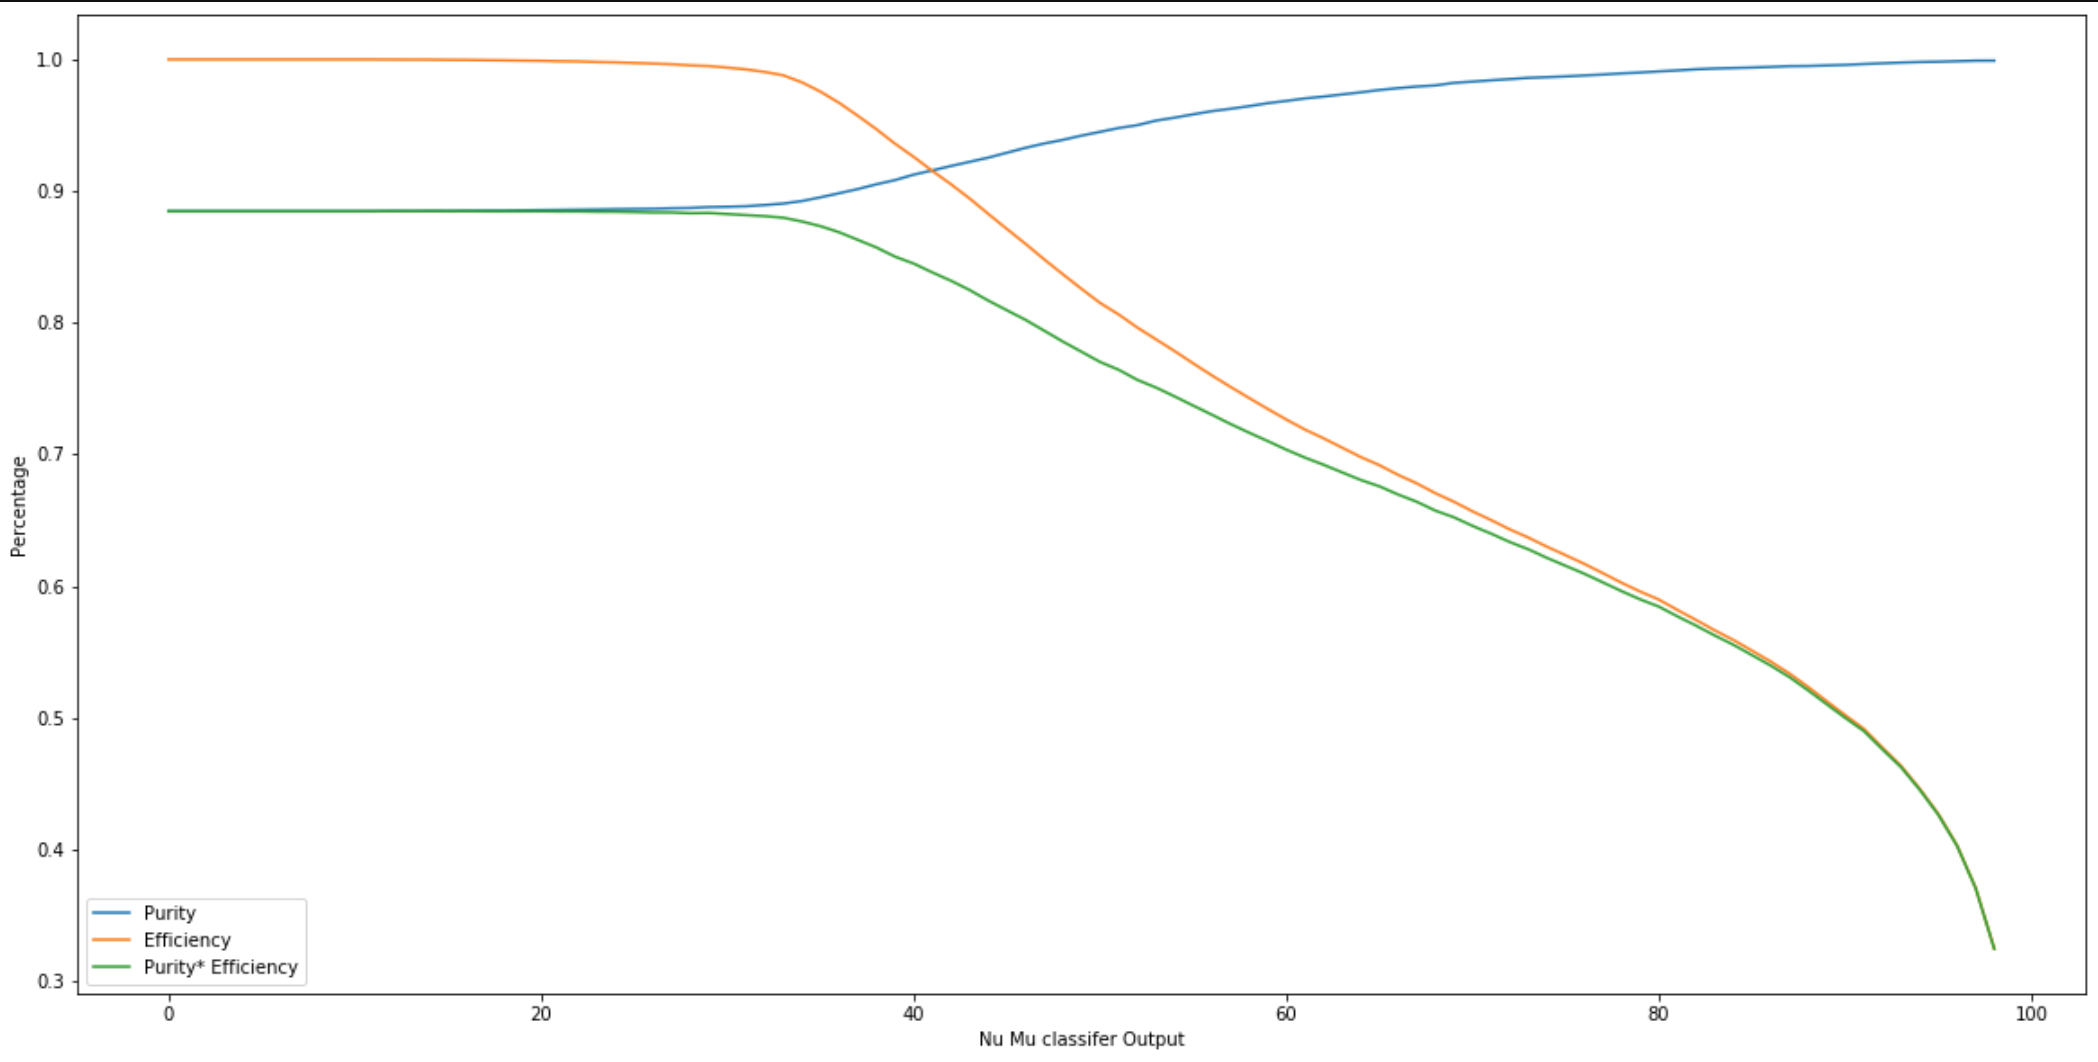 1.0
0.9
0.8
0.7
0.6
0.5
0.4
0.3
Percentage
Purity
Efficiency
Purity* Efficiency
0 20 40 60 80 100
Nu Mu classifer Output